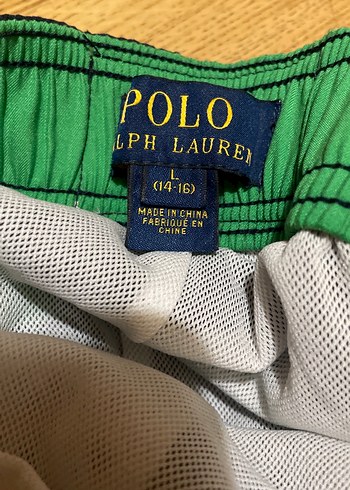 POLO
LPH LAUREN
L
(14-16)
MADE IN CHINA
FABRIQUÉ EN
CHINE